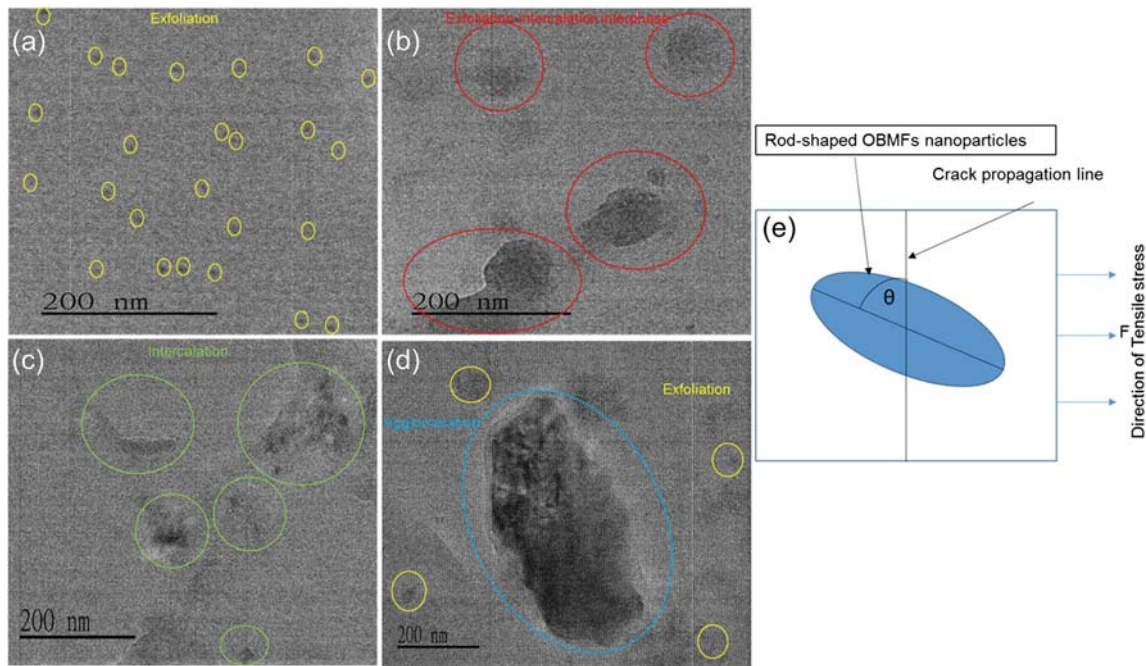 (a)
Exfoliation
200 nm
(b)
Exfoliation-intercalation interphase
200 nm
(c)
Intercalation
200 nm
(d)
Exfoliation
Agglomeration
200 nm
Rod-shaped OBMFs nanoparticles
Crack propagation line
(e)
θ
F
Direction of Tensile stress